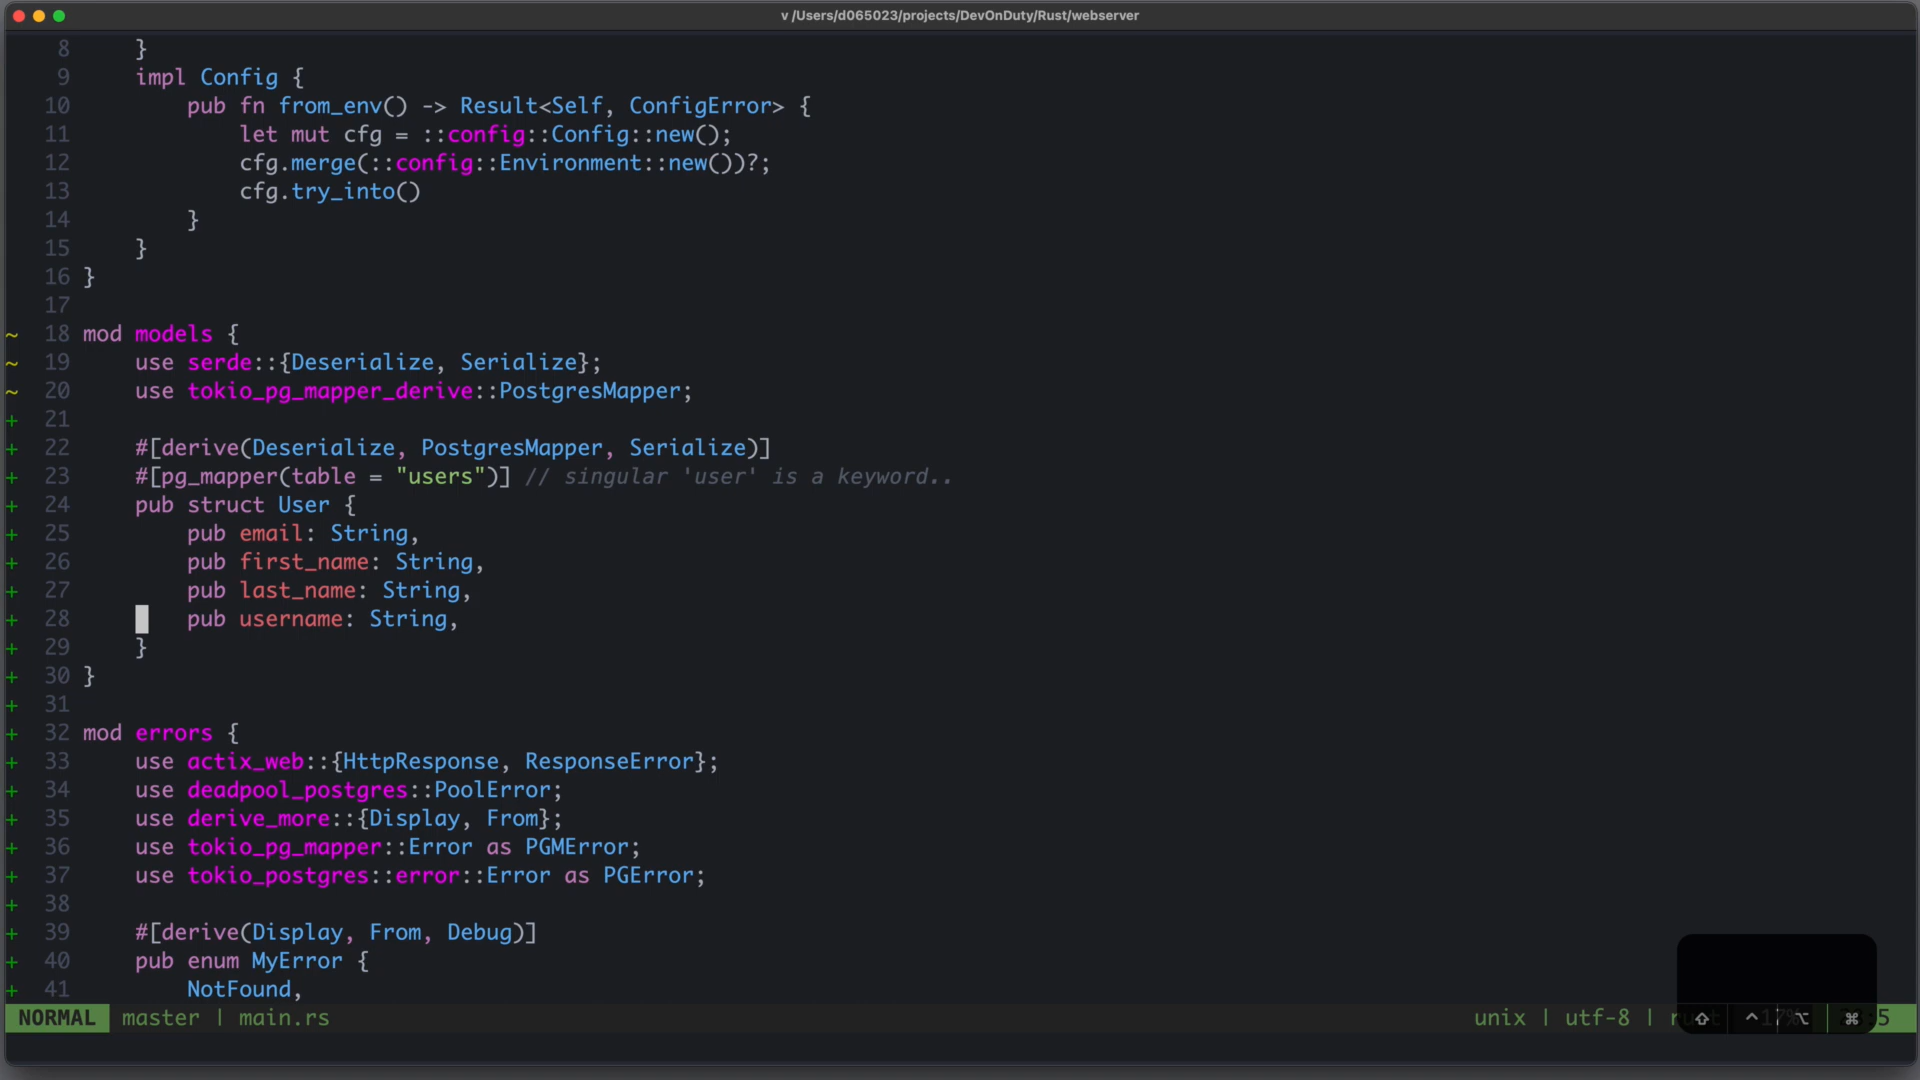 v /Users/d065023/projects/DevOnDuty/Rust/webserver
8     }
9     impl Config {
10         pub fn from_env() -> Result<Self, ConfigError> {
11             let mut cfg = ::config::Config::new();
12             cfg.merge(::config::Environment::new())?;
13             cfg.try_into()
14         }
15     }
16 }
17
~ 18 mod models {
~ 19     use serde::{Deserialize, Serialize};
~ 20     use tokio_pg_mapper_derive::PostgresMapper;
+ 21
+ 22     #[derive(Deserialize, PostgresMapper, Serialize)]
+ 23     #[pg_mapper(table = "users")] // singular 'user' is a keyword..
+ 24     pub struct User {
+ 25         pub email: String,
+ 26         pub first_name: String,
+ 27         pub last_name: String,
+ 28         pub username: String,
+ 29     }
+ 30 }
+ 31
+ 32 mod errors {
+ 33     use actix_web::{HttpResponse, ResponseError};
+ 34     use deadpool_postgres::PoolError;
+ 35     use derive_more::{Display, From};
+ 36     use tokio_pg_mapper::Error as PGMError;
+ 37     use tokio_postgres::error::Error as PGError;
+ 38
+ 39     #[derive(Display, From, Debug)]
+ 40     pub enum MyError {
+ 41         NotFound,
NORMAL master | main.rs unix | utf-8 | rust 17% ⇧ ^ ⌥ ⌘ 5